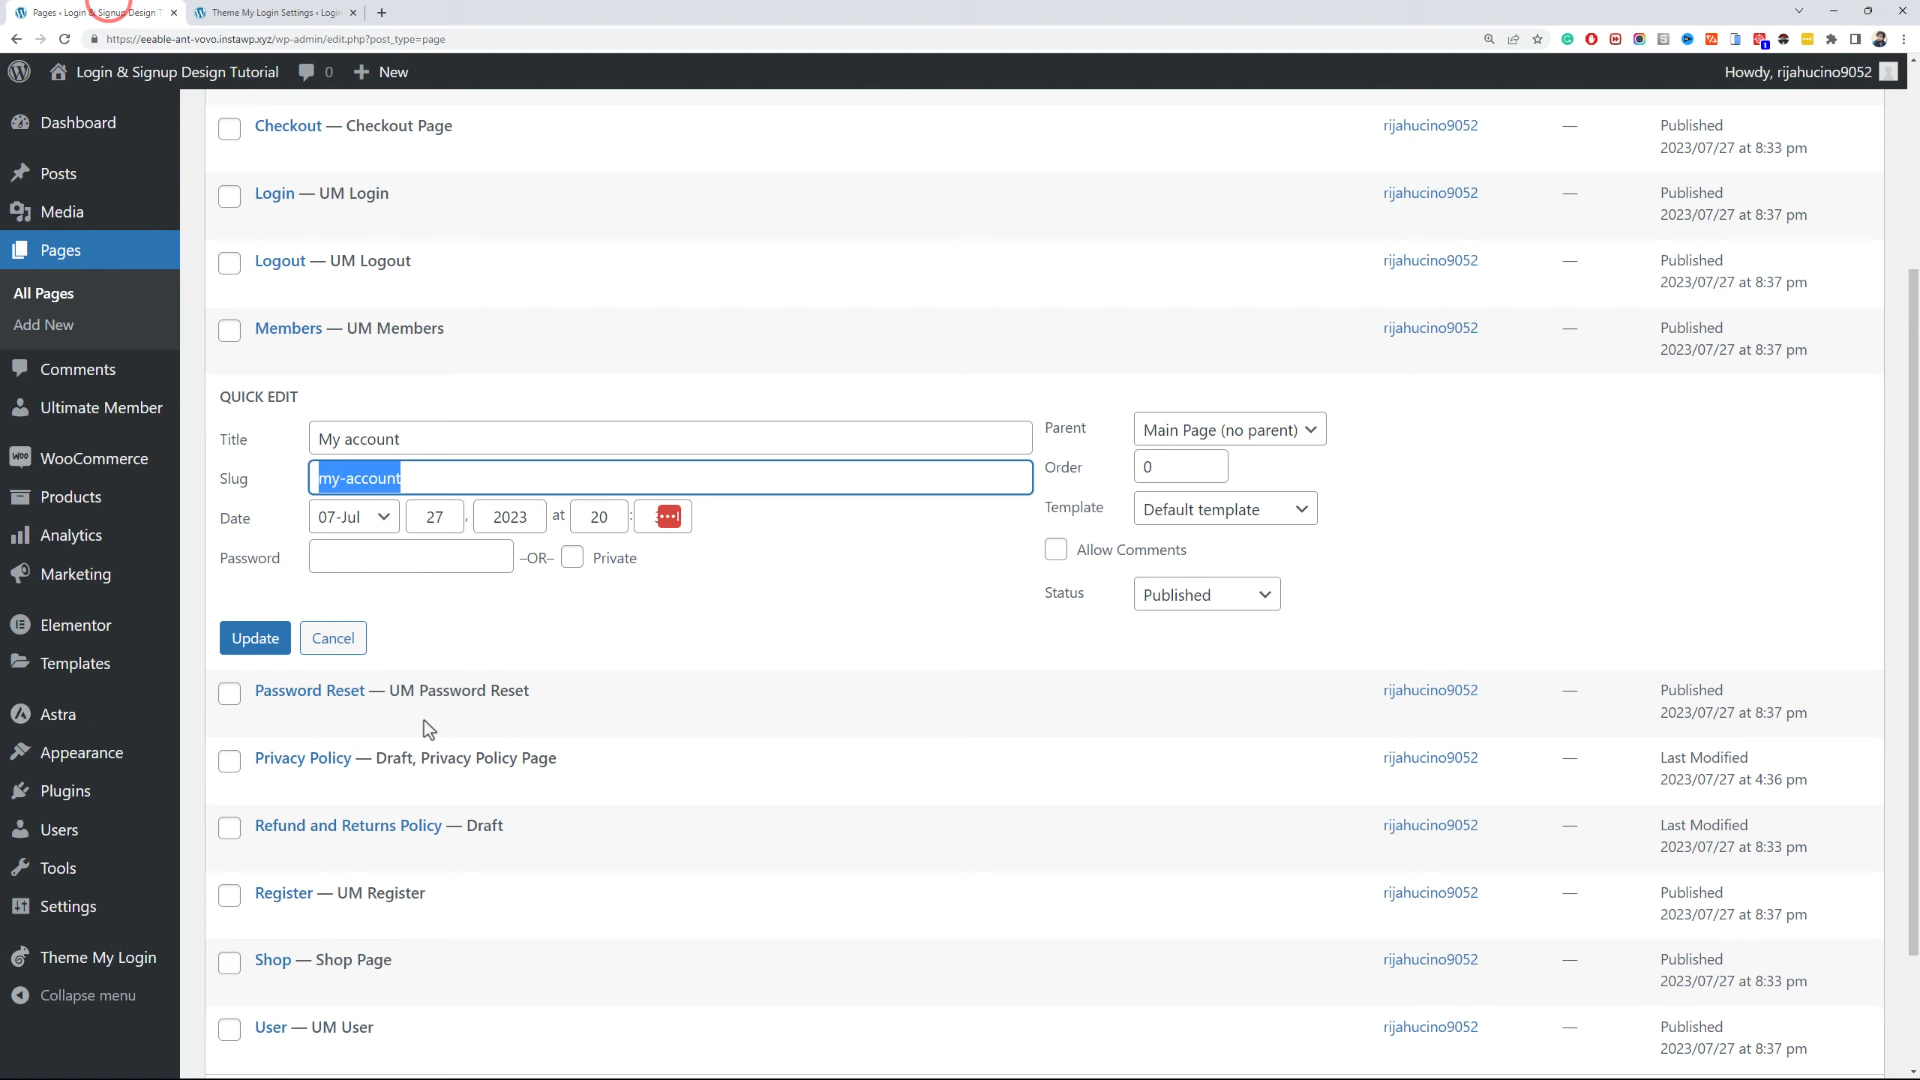 Pages ‹ Login & Signup Design T
Theme My Login Settings ‹ Login
https://eeable-ant-vovo.instawp.xyz/wp-admin/edit.php?post_type=page
Login & Signup Design Tutorial
0
New
Howdy, rijahucino9052
Dashboard
Posts
Media
Pages
All Pages
Add New
Comments
Ultimate Member
WooCommerce
Products
Analytics
Marketing
Elementor
Templates
Astra
Appearance
Plugins
Users
Tools
Settings
Theme My Login
Collapse menu
Checkout — Checkout Page
rijahucino9052
—
Published
2023/07/27 at 8:33 pm
Login — UM Login
rijahucino9052
—
Published
2023/07/27 at 8:37 pm
Logout — UM Logout
rijahucino9052
—
Published
2023/07/27 at 8:37 pm
Members — UM Members
rijahucino9052
—
Published
2023/07/27 at 8:37 pm
QUICK EDIT
Title
My account
Slug
my-account
Date
07-Jul 27, 2023 at 20 :
Password
–OR– Private
Parent
Main Page (no parent)
Order
0
Template
Default template
Allow Comments
Status
Published
Update
Cancel
Password Reset — UM Password Reset
rijahucino9052
—
Published
2023/07/27 at 8:37 pm
Privacy Policy — Draft, Privacy Policy Page
rijahucino9052
—
Last Modified
2023/07/27 at 4:36 pm
Refund and Returns Policy — Draft
rijahucino9052
—
Last Modified
2023/07/27 at 8:33 pm
Register — UM Register
rijahucino9052
—
Published
2023/07/27 at 8:37 pm
Shop — Shop Page
rijahucino9052
—
Published
2023/07/27 at 8:33 pm
User — UM User
rijahucino9052
—
Published
2023/07/27 at 8:37 pm